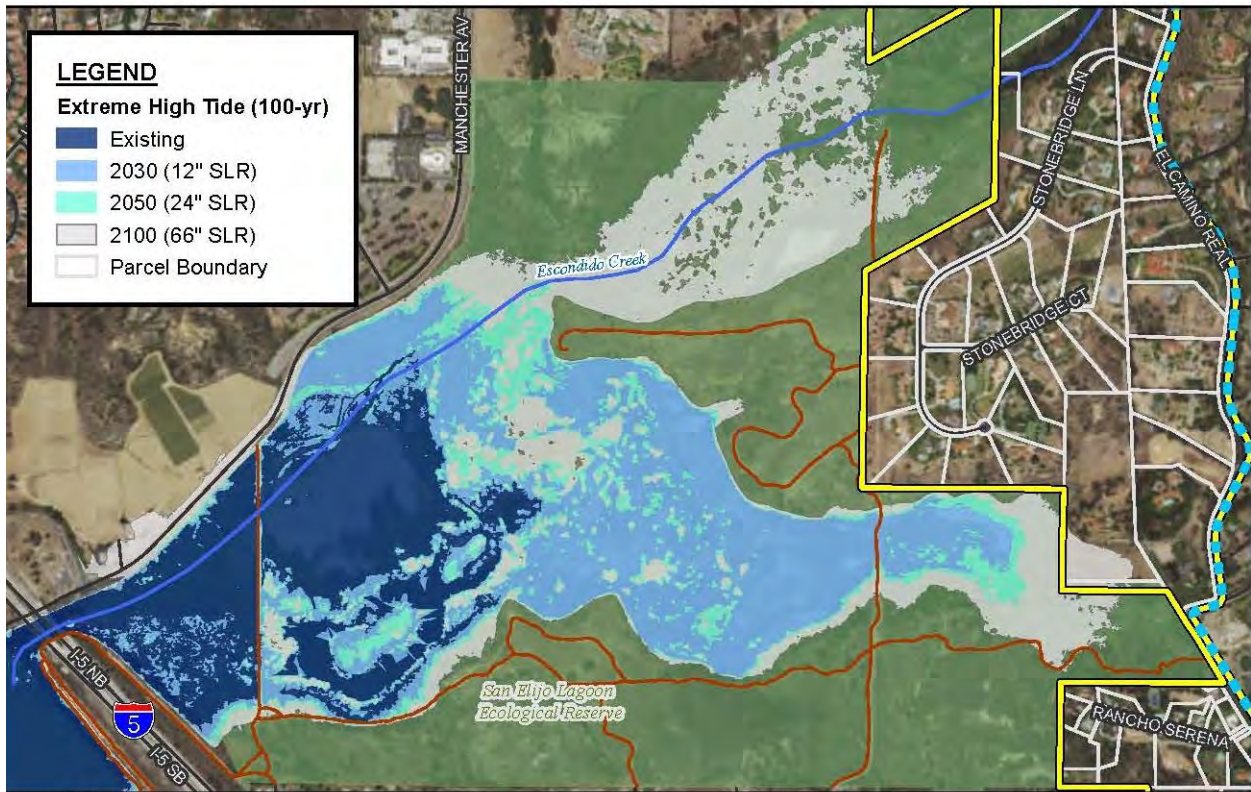 LEGEND
Extreme High Tide (100-yr)
Existing
2030 (12" SLR)
2050 (24" SLR)
2100 (66" SLR)
Parcel Boundary
MANCHESTER AV
STONEBRIDGE LN
EL CAMINO REAL
Escondido Creek
STONEBRIDGE CT
San Elijo Lagoon
Ecological Reserve
I-5 NB
5
I-5 SB
RANCHO SERENA